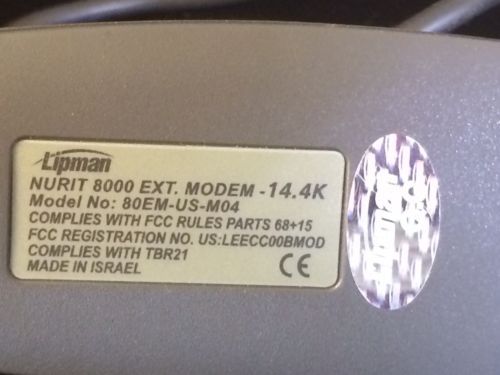 Lipman
NURIT 8000 EXT. MODEM -14.4K
Model No: 80EM-US-M04
COMPLIES WITH FCC RULES PARTS 68+15
FCC REGISTRATION NO. US:LEECC00BMOD
COMPLIES WITH TBR21
MADE IN ISRAEL
CE
Lipman